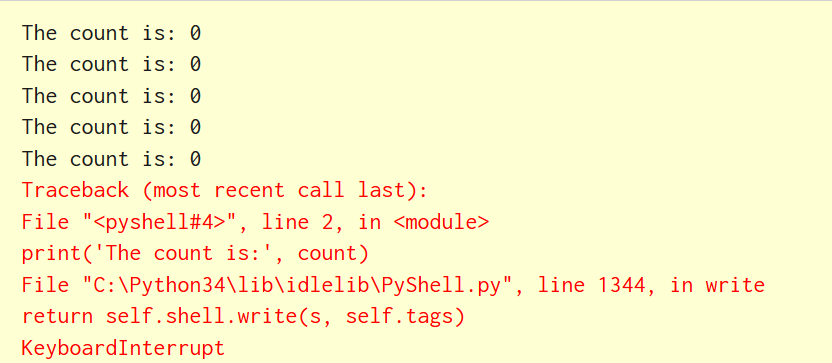 The count is: 0
The count is: 0
The count is: 0
The count is: 0
The count is: 0
Traceback (most recent call last):
File "<pyshell#4>", line 2, in <module>
print('The count is:', count)
File "C:\Python34\lib\idlelib\PyShell.py", line 1344, in write
return self.shell.write(s, self.tags)
KeyboardInterrupt